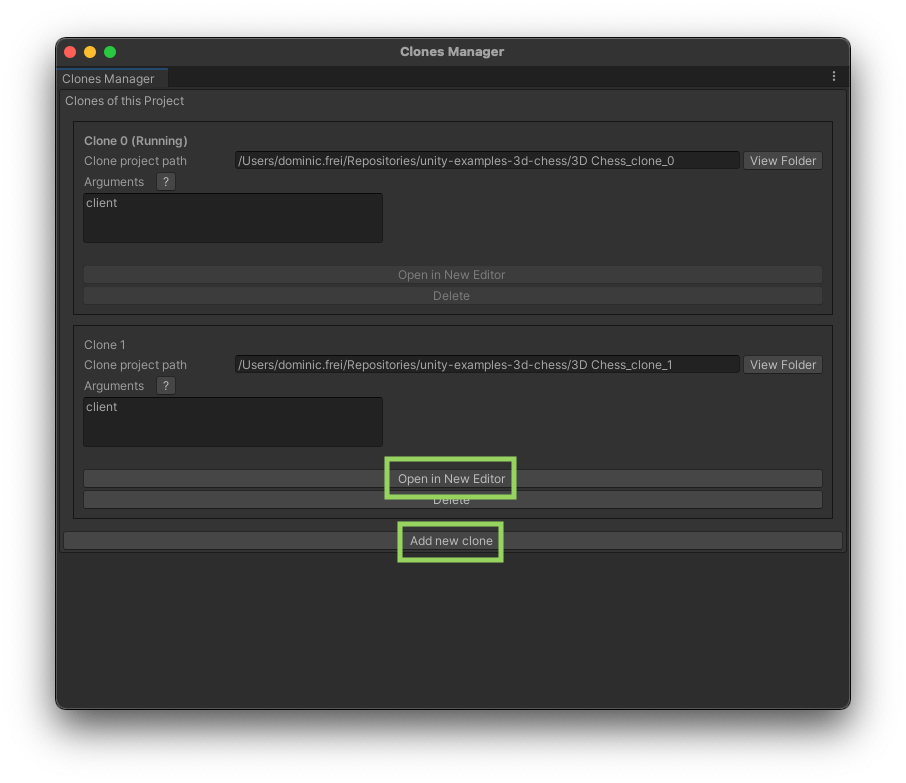 Clones Manager
Clones Manager
Clones of this Project
Clone 0 (Running)
Clone project path /Users/dominic.frei/Repositories/unity-examples-3d-chess/3D Chess_clone_0 View Folder
Arguments ?
client
Open in New Editor
Delete
Clone 1
Clone project path /Users/dominic.frei/Repositories/unity-examples-3d-chess/3D Chess_clone_1 View Folder
Arguments ?
client
Open in New Editor
Delete
Add new clone